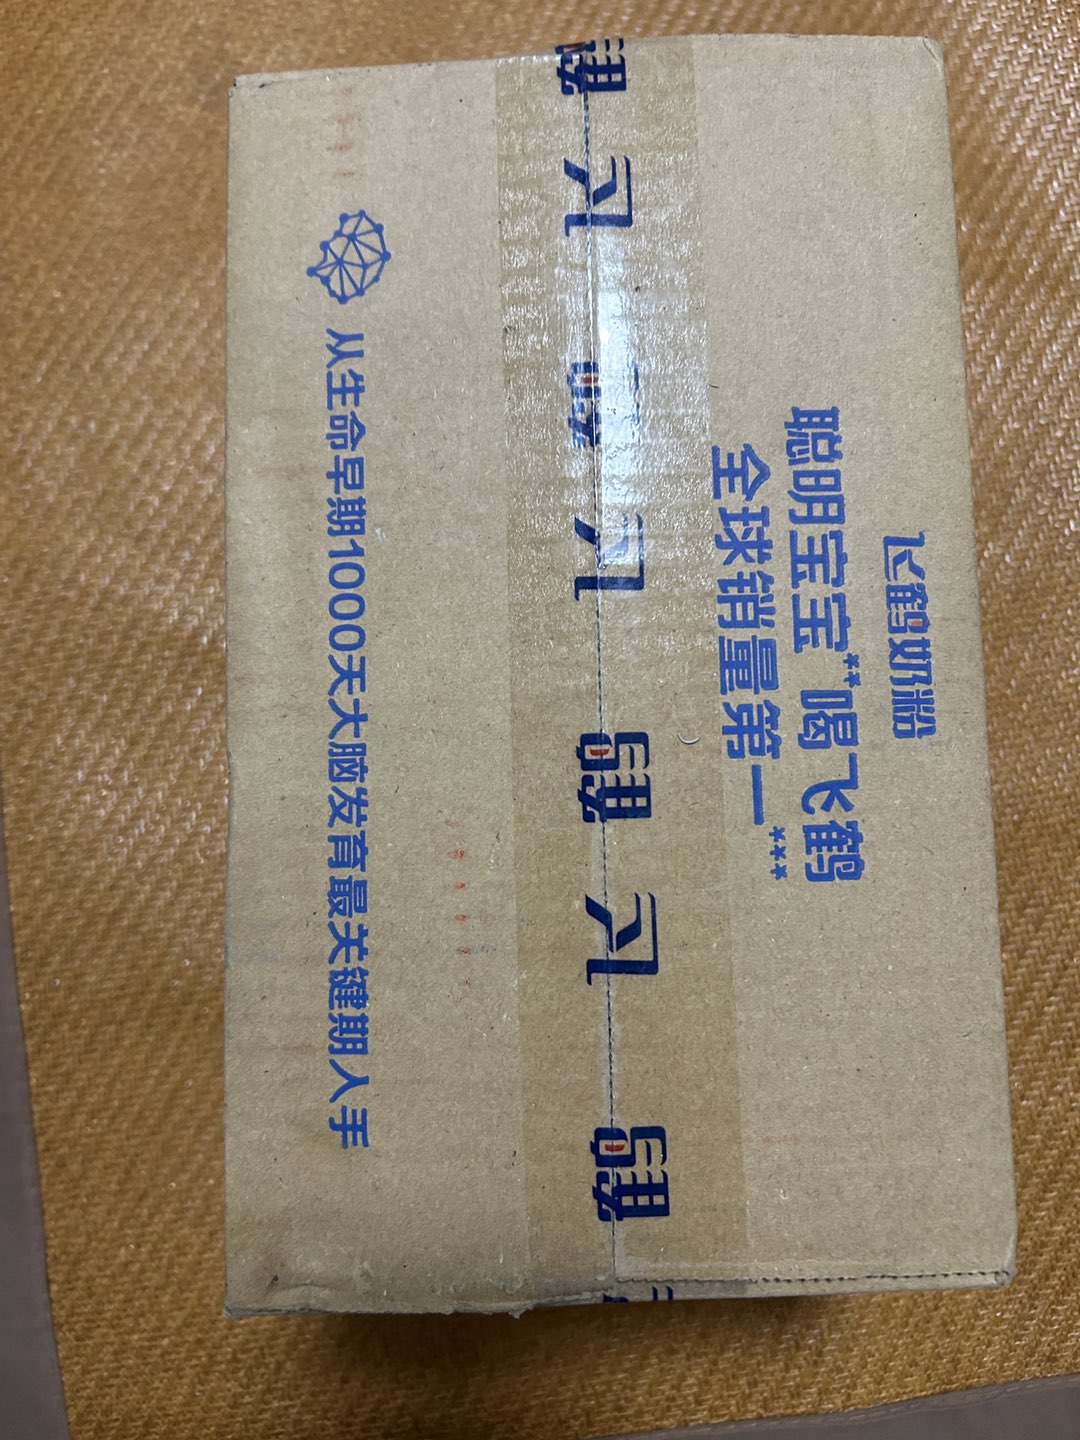 飞鹤奶粉
聪明宝宝**喝飞鹤
全球销量第一***
从生命早期1000天大脑发育最关键期入手